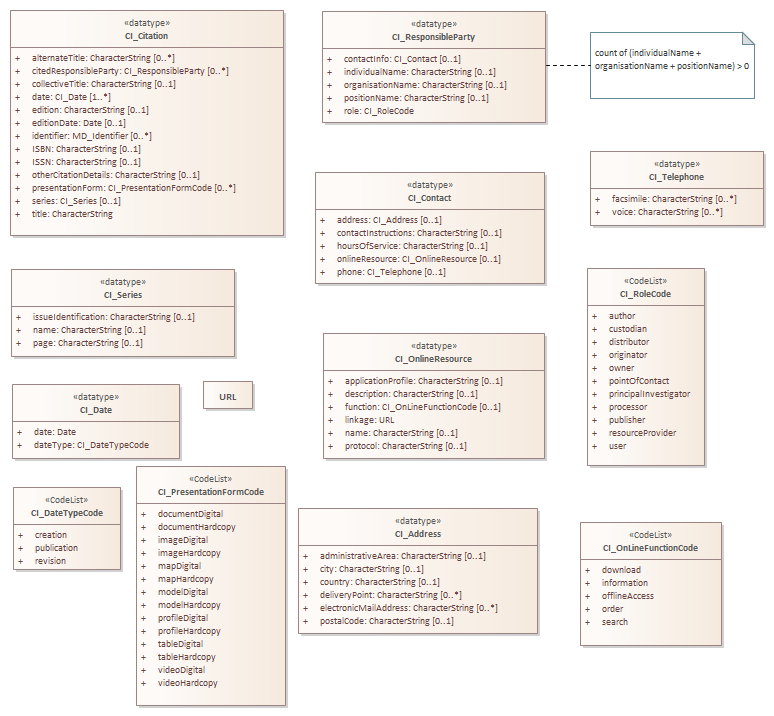 «datatype»
CI_Citation
+ alternateTitle: CharacterString [0..*]
+ citedResponsibleParty: CI_ResponsibleParty [0..*]
+ collectiveTitle: CharacterString [0..1]
+ date: CI_Date [1..*]
+ edition: CharacterString [0..1]
+ editionDate: Date [0..1]
+ identifier: MD_Identifier [0..*]
+ ISBN: CharacterString [0..1]
+ ISSN: CharacterString [0..1]
+ otherCitationDetails: CharacterString [0..1]
+ presentationForm: CI_PresentationFormCode [0..*]
+ series: CI_Series [0..1]
+ title: CharacterString
«datatype»
CI_ResponsibleParty
+ contactInfo: CI_Contact [0..1]
+ individualName: CharacterString [0..1]
+ organisationName: CharacterString [0..1]
+ positionName: CharacterString [0..1]
+ role: CI_RoleCode
count of (individualName +
organisationName + positionName) > 0
«datatype»
CI_Telephone
+ facsimile: CharacterString [0..*]
+ voice: CharacterString [0..*]
«datatype»
CI_Contact
+ address: CI_Address [0..1]
+ contactInstructions: CharacterString [0..1]
+ hoursOfService: CharacterString [0..1]
+ onlineResource: CI_OnlineResource [0..1]
+ phone: CI_Telephone [0..1]
«datatype»
CI_Series
+ issueIdentification: CharacterString [0..1]
+ name: CharacterString [0..1]
+ page: CharacterString [0..1]
«CodeList»
CI_RoleCode
+ author
+ custodian
+ distributor
+ originator
+ owner
+ pointOfContact
+ principalInvestigator
+ processor
+ publisher
+ resourceProvider
+ user
«datatype»
CI_OnlineResource
+ applicationProfile: CharacterString [0..1]
+ description: CharacterString [0..1]
+ function: CI_OnLineFunctionCode [0..1]
+ linkage: URL
+ name: CharacterString [0..1]
+ protocol: CharacterString [0..1]
«datatype»
CI_Date
+ date: Date
+ dateType: CI_DateTypeCode
URL
«CodeList»
CI_DateTypeCode
+ creation
+ publication
+ revision
«CodeList»
CI_PresentationFormCode
+ documentDigital
+ documentHardcopy
+ imageDigital
+ imageHardcopy
+ mapDigital
+ mapHardcopy
+ modelDigital
+ modelHardcopy
+ profileDigital
+ profileHardcopy
+ tableDigital
+ tableHardcopy
+ videoDigital
+ videoHardcopy
«datatype»
CI_Address
+ administrativeArea: CharacterString [0..1]
+ city: CharacterString [0..1]
+ country: CharacterString [0..1]
+ deliveryPoint: CharacterString [0..*]
+ electronicMailAddress: CharacterString [0..*]
+ postalCode: CharacterString [0..1]
«CodeList»
CI_OnLineFunctionCode
+ download
+ information
+ offlineAccess
+ order
+ search